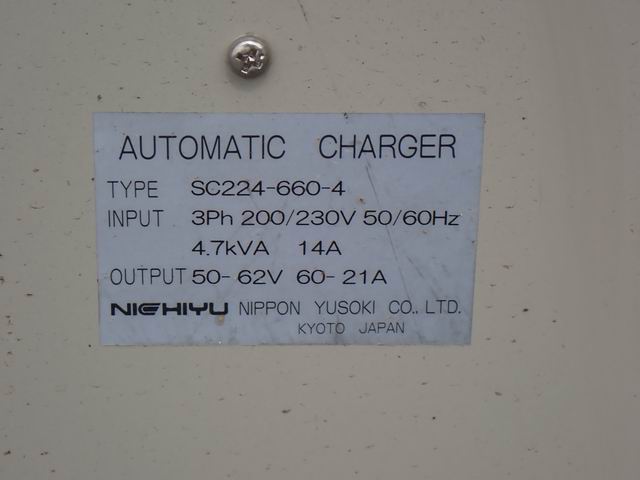 AUTOMATIC CHARGER
TYPE SC224-660-4
INPUT 3Ph 200/230V 50/60Hz
4.7kVA 14A
OUTPUT 50-62V 60-21A
NICHIYU NIPPON YUSOKI CO., LTD.
KYOTO JAPAN